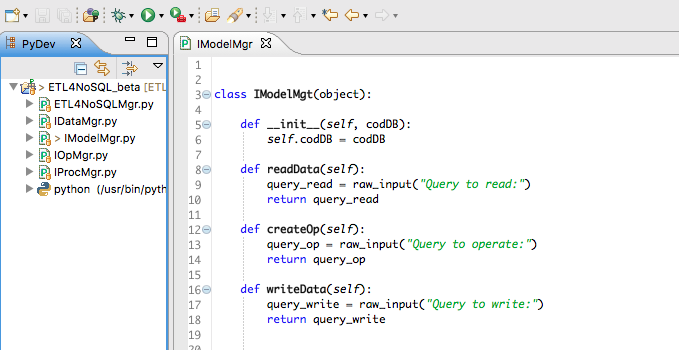 PyDev
IModelMgr
> ETL4NoSQL_beta [ETL
ETL4NoSQLMgr.py
IDataMgr.py
> IModelMgr.py
IOpMgr.py
IProcMgr.py
python (/usr/bin/pyth
1
2
3 class IModelMgt(object):
4
5 def __init__(self, codDB):
6 self.codDB = codDB
7
8 def readData(self):
9 query_read = raw_input("Query to read:")
10 return query_read
11
12 def createOp(self):
13 query_op = raw_input("Query to operate:")
14 return query_op
15
16 def writeData(self):
17 query_write = raw_input("Query to write:")
18 return query_write
19
20